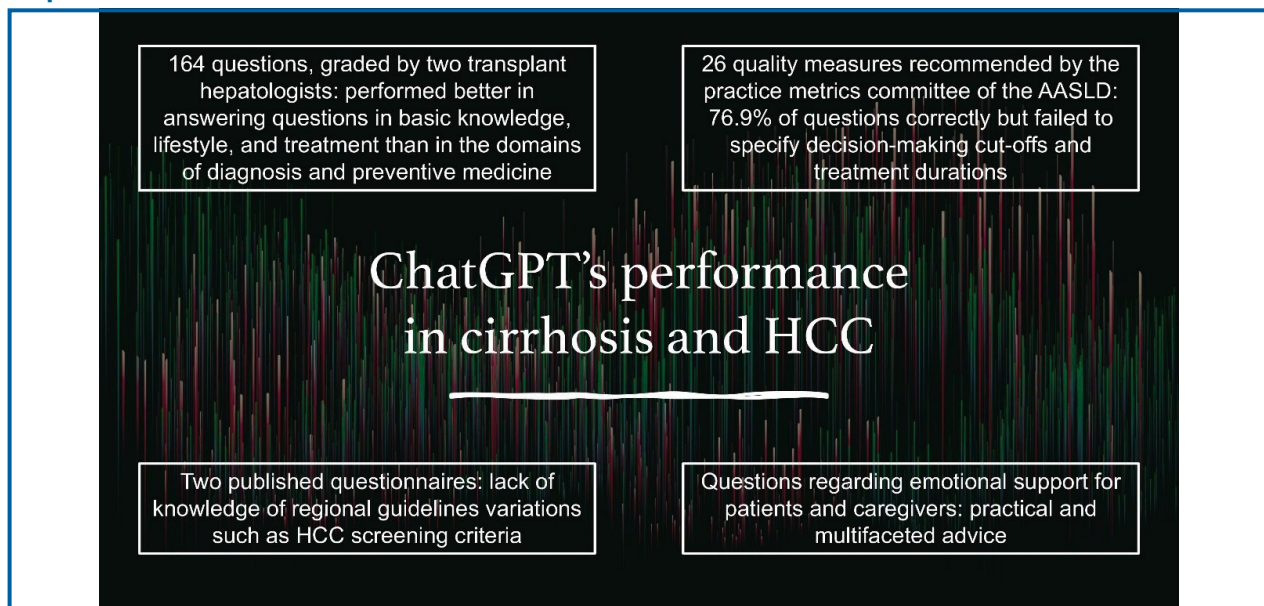 164 questions, graded by two transplant
hepatologists: performed better in
answering questions in basic knowledge,
lifestyle, and treatment than in the domains
of diagnosis and preventive medicine
26 quality measures recommended by the
practice metrics committee of the AASLD:
76.9% of questions correctly but failed to
specify decision-making cut-offs and
treatment durations
ChatGPT's performance
in cirrhosis and HCC
Two published questionnaires: lack of
knowledge of regional guidelines variations
such as HCC screening criteria
Questions regarding emotional support for
patients and caregivers: practical and
multifaceted advice